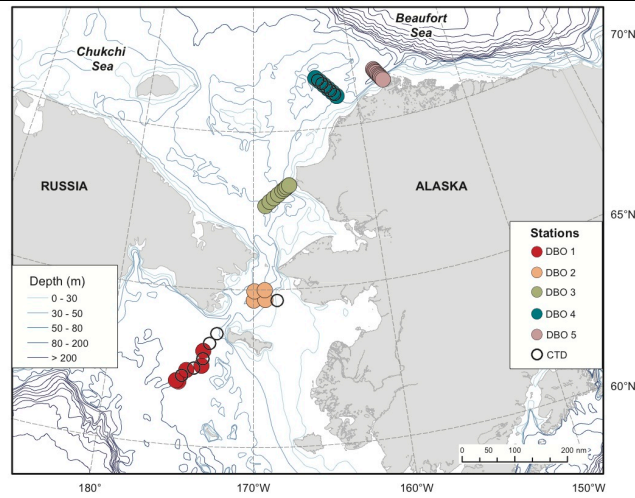 Beaufort
Sea
70°N
Chukchi
Sea
RUSSIA
ALASKA
65°N
Stations
DBO 1
DBO 2
DBO 3
DBO 4
DBO 5
CTD
Depth (m)
0 - 30
30 - 50
50 - 80
80 - 200
> 200
60°N
0 50 100 200 nm
180°
170°W
160°W
150°W